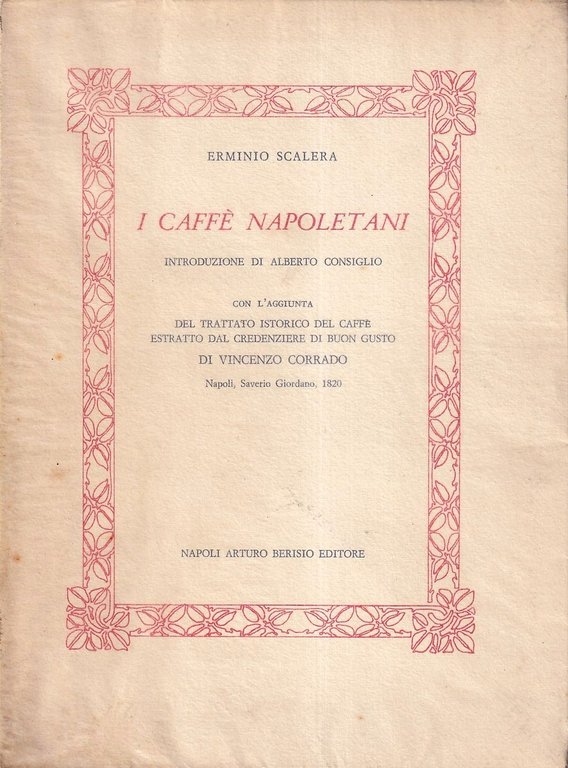 ERMINIO SCALERA
I CAFFÈ NAPOLETANI
INTRODUZIONE DI ALBERTO CONSIGLIO
CON L'AGGIUNTA
DEL TRATTATO ISTORICO DEL CAFFÈ
ESTRATTO DAL CREDENZIERE DI BUON GUSTO
DI VINCENZO CORRADO
Napoli, Saverio Giordano, 1820
NAPOLI ARTURO BERISIO EDITORE